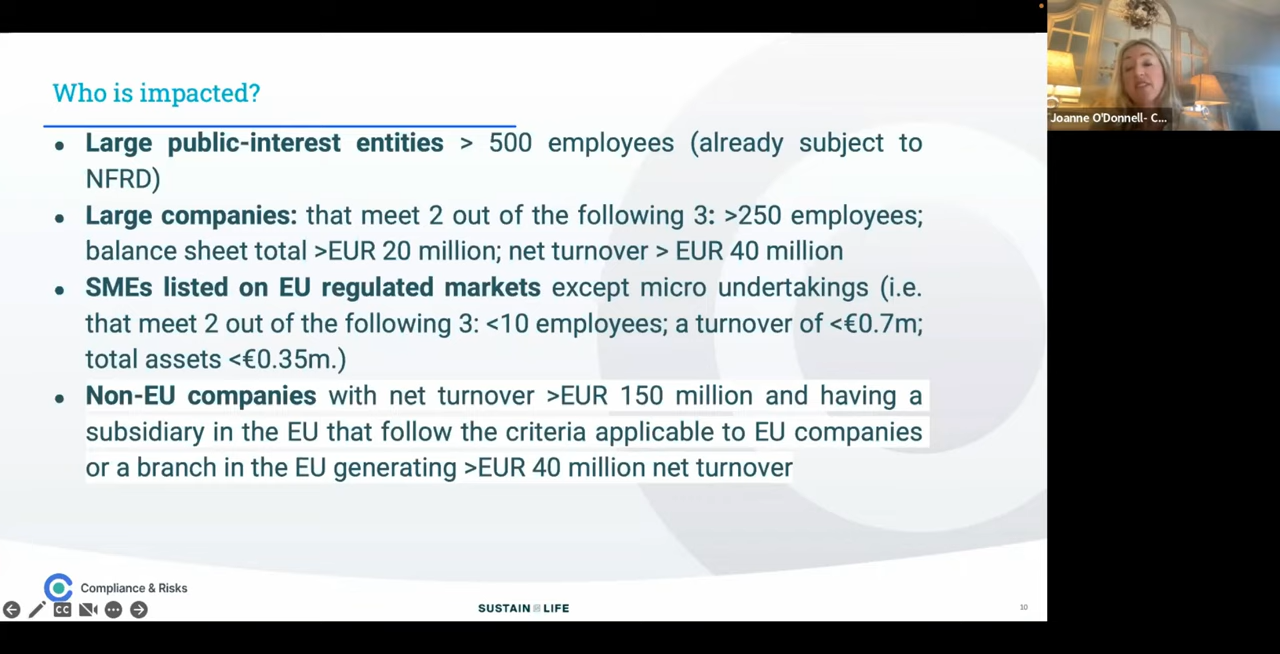 Who is impacted?
• Large public-interest entities > 500 employees (already subject to
NFRD)
• Large companies: that meet 2 out of the following 3: >250 employees;
balance sheet total >EUR 20 million; net turnover > EUR 40 million
• SMEs listed on EU regulated markets except micro undertakings (i.e.
that meet 2 out of the following 3: <10 employees; a turnover of <€0.7m;
total assets <€0.35m.)
• Non-EU companies with net turnover >EUR 150 million and having a
subsidiary in the EU that follow the criteria applicable to EU companies
or a branch in the EU generating >EUR 40 million net turnover
Compliance & Risks
CC
SUSTAIN LIFE
10
Joanne O'Donnell- C...